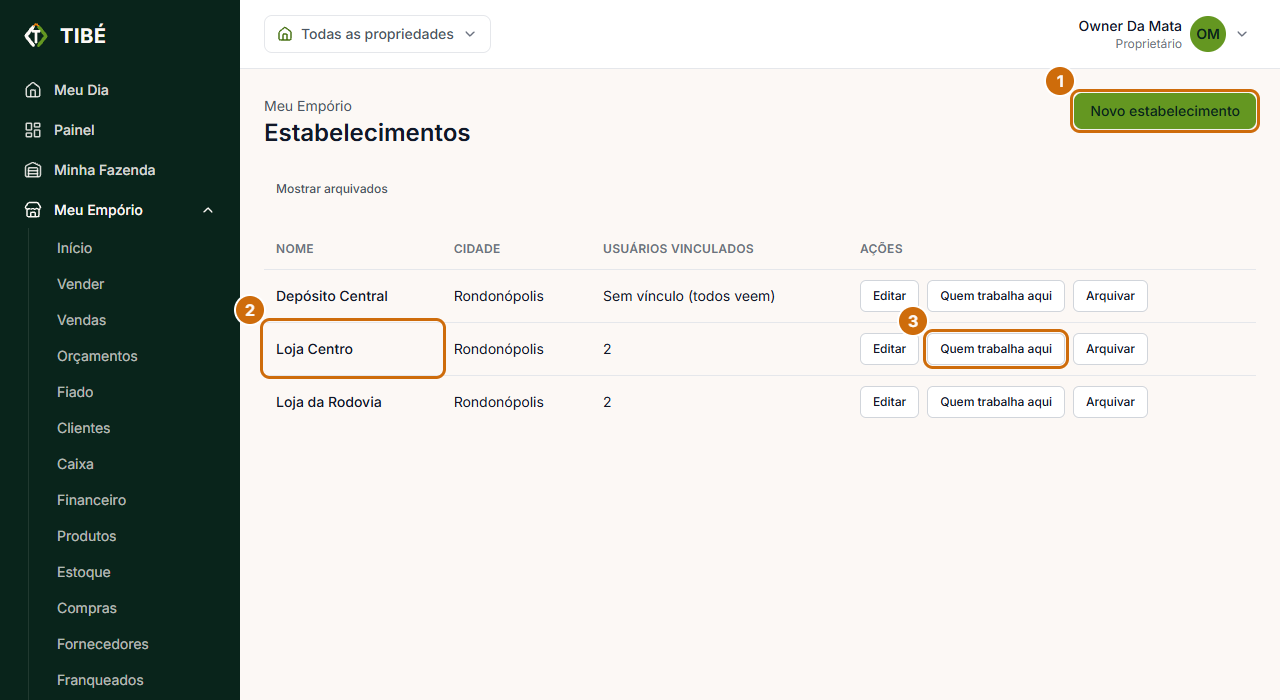 TIBÉ
Todas as propriedades
Owner Da Mata
Proprietário
OM
Meu Dia
Painel
Minha Fazenda
Meu Empório
Início
Vender
Vendas
Orçamentos
Fiado
Clientes
Caixa
Financeiro
Produtos
Estoque
Compras
Fornecedores
Franqueados
Meu Empório
Estabelecimentos
1
Novo estabelecimento
Mostrar arquivados
NOME CIDADE USUÁRIOS VINCULADOS AÇÕES
Depósito Central Rondonópolis Sem vínculo (todos veem) Editar Quem trabalha aqui Arquivar
2
3
Loja Centro Rondonópolis 2 Editar Quem trabalha aqui Arquivar
Loja da Rodovia Rondonópolis 2 Editar Quem trabalha aqui Arquivar